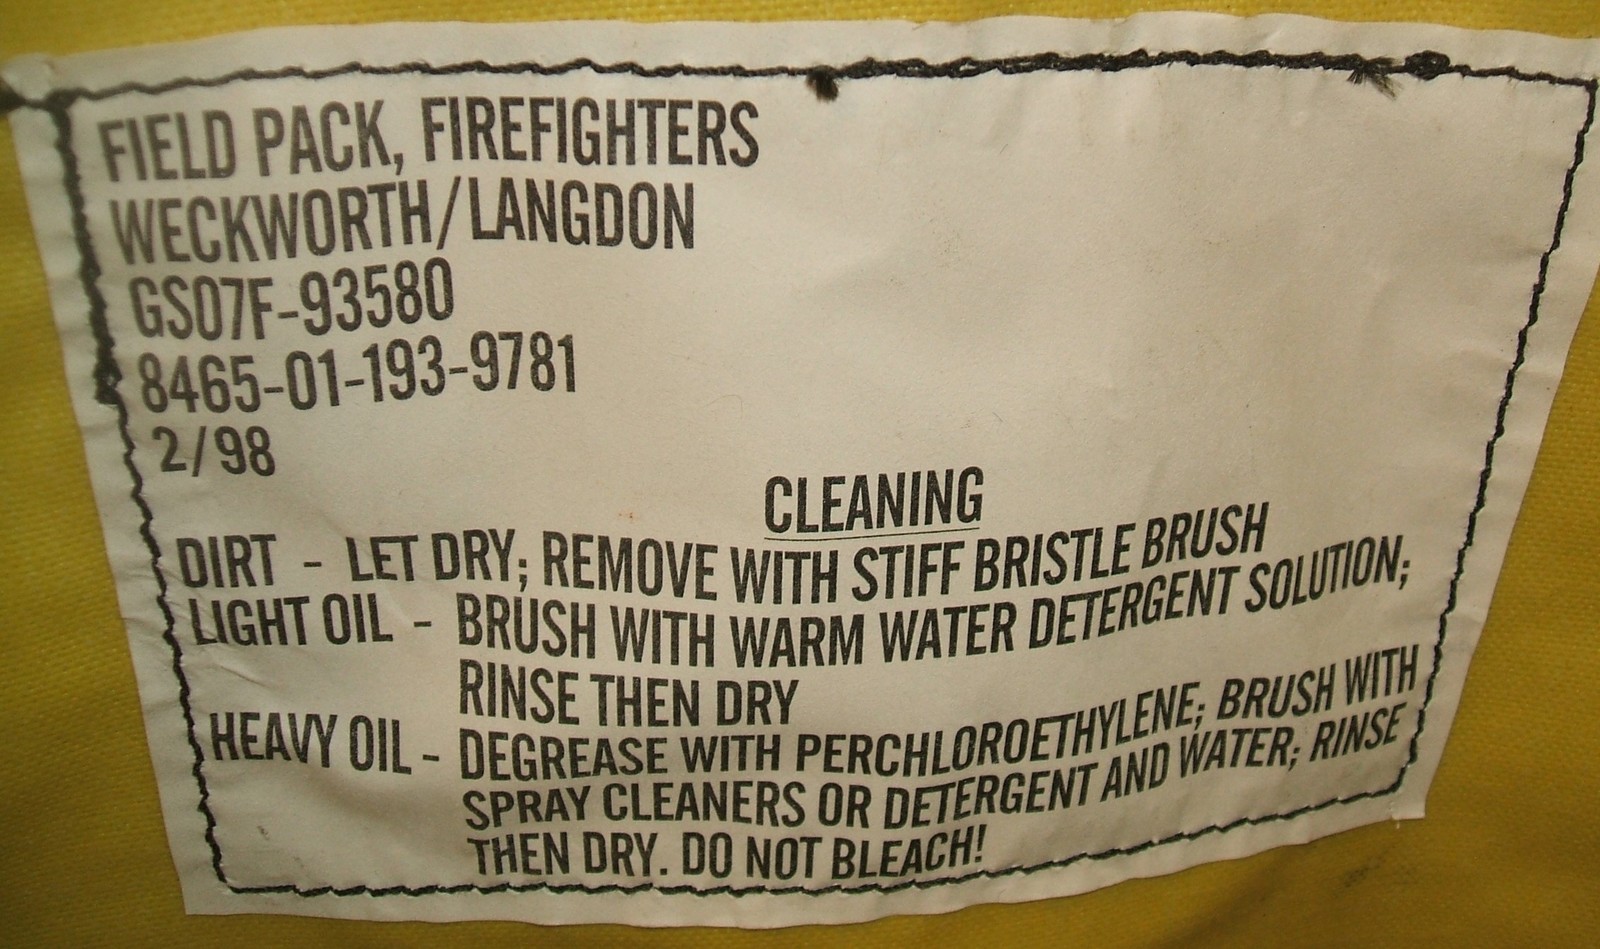 FIELD PACK, FIREFIGHTERS
WECKWORTH/LANGDON
GS07F-93580
8465-01-193-9781
2/98
CLEANING
DIRT - LET DRY; REMOVE WITH STIFF BRISTLE BRUSH
LIGHT OIL - BRUSH WITH WARM WATER DETERGENT SOLUTION;
RINSE THEN DRY
HEAVY OIL - DEGREASE WITH PERCHLOROETHYLENE; BRUSH WITH
SPRAY CLEANERS OR DETERGENT AND WATER; RINSE
THEN DRY. DO NOT BLEACH!